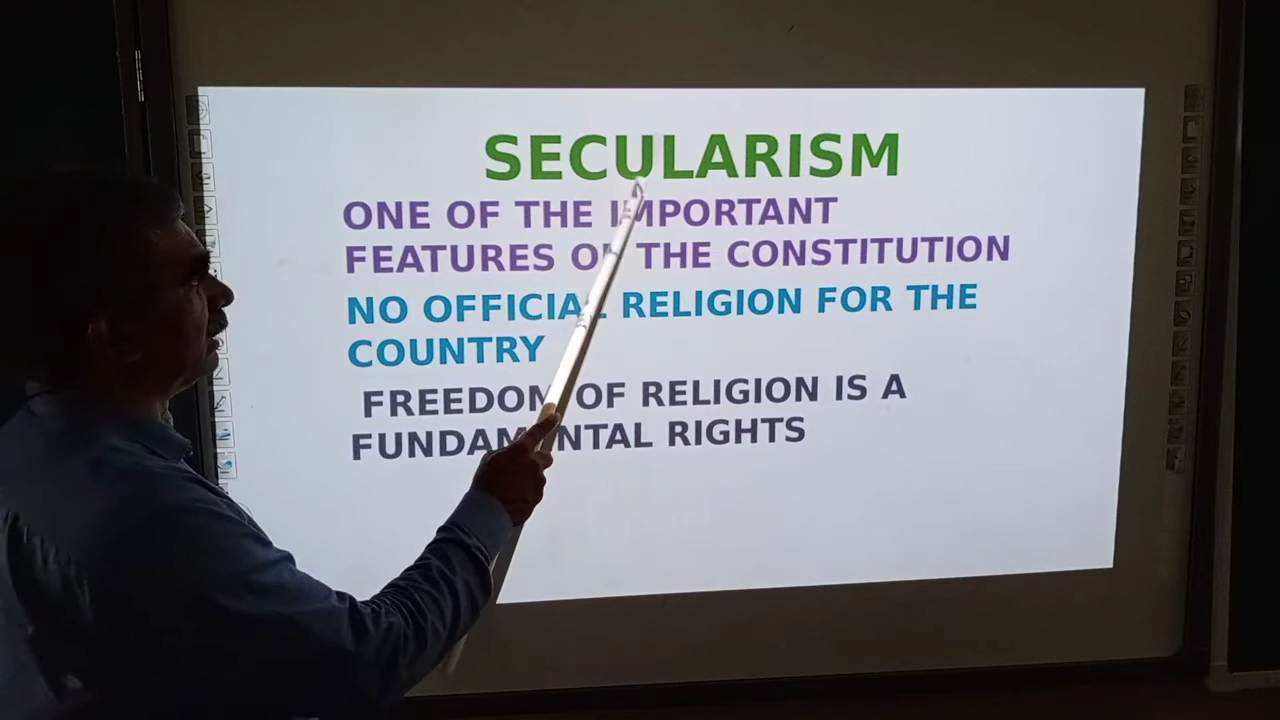 SECULARISM
ONE OF THE IMPORTANT
FEATURES OF THE CONSTITUTION
NO OFFICIAL RELIGION FOR THE
COUNTRY
FREEDOM OF RELIGION IS A
FUNDAMENTAL RIGHTS